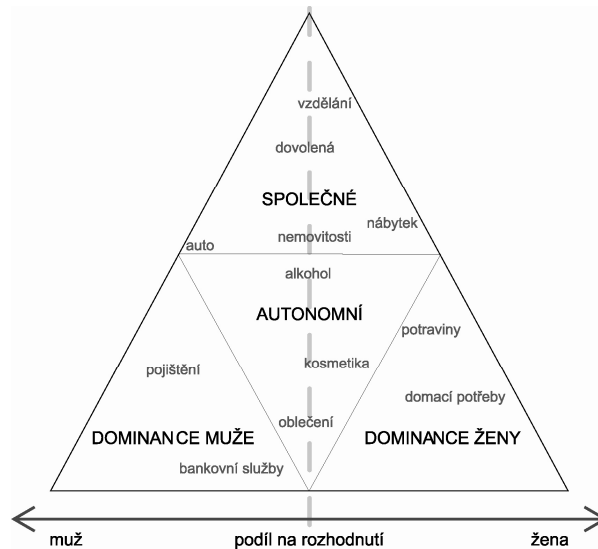 vzdělání
dovolená
SPOLEČNÉ
nábytek
auto
nemovitosti
alkohol
AUTONOMNÍ
potraviny
kosmetika
pojištění
domací potřeby
oblečení
DOMINANCE MUŽE
DOMINANCE ŽENY
bankovní služby
muž
podíl na rozhodnutí
žena